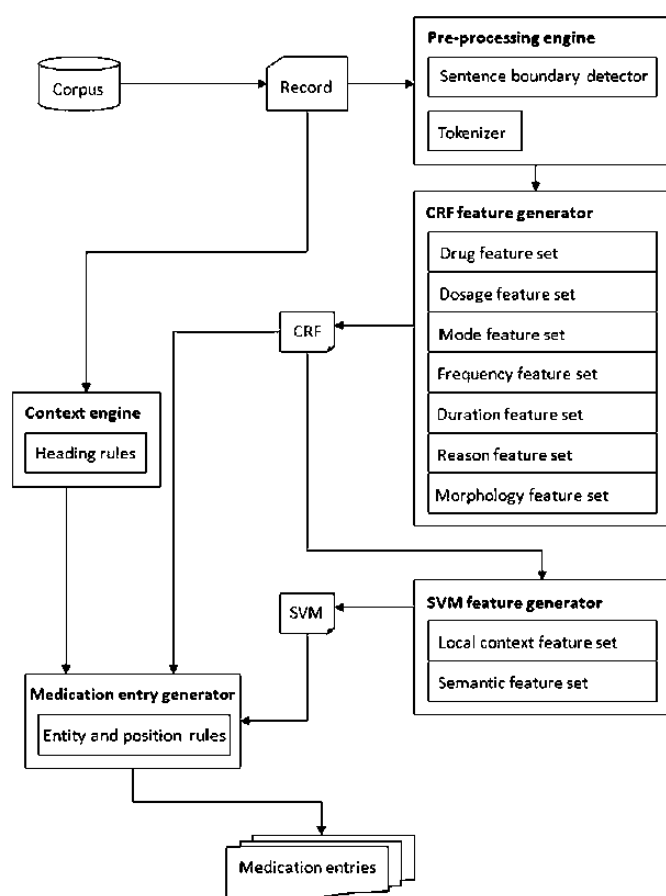 Corpus
Record
Pre-processing engine
Sentence boundary detector
Tokenizer
CRF feature generator
Drug feature set
Dosage feature set
Mode feature set
Frequency feature set
Duration feature set
Reason feature set
Morphology feature set
CRF
Context engine
Heading rules
SVM feature generator
Local context feature set
Semantic feature set
SVM
Medication entry generator
Entity and position rules
Medication entries